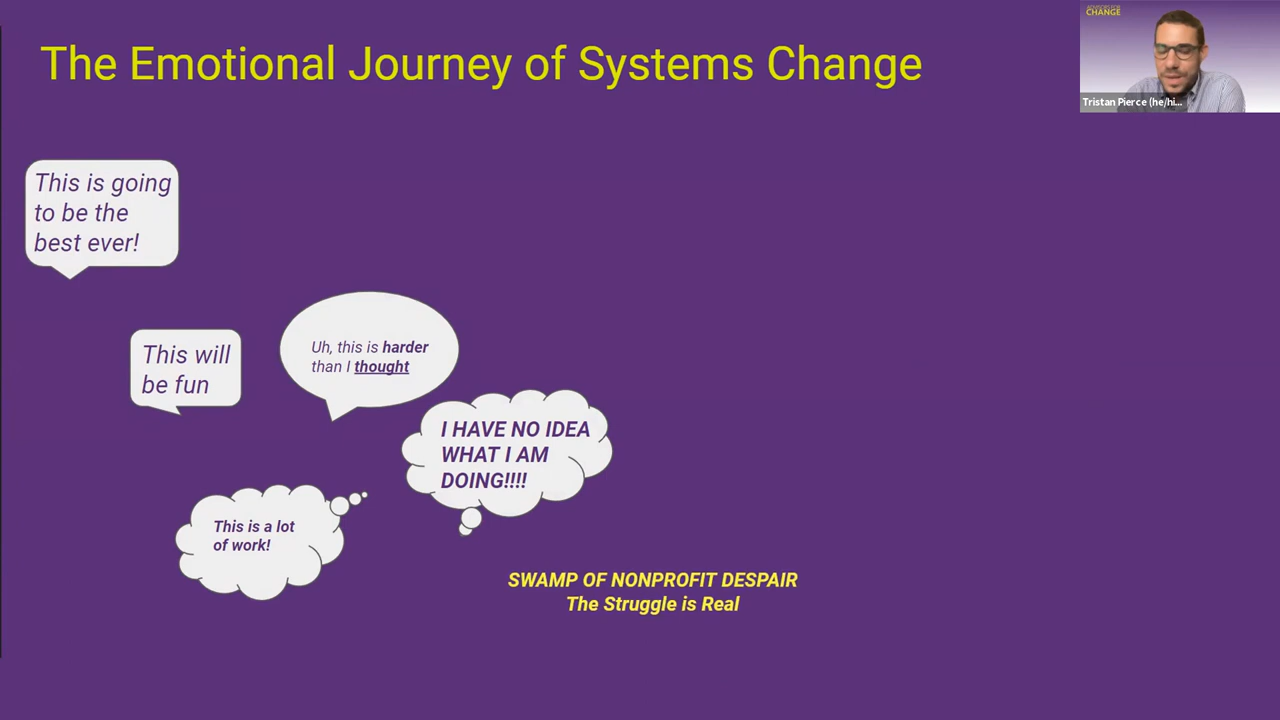 The Emotional Journey of Systems Change
CHANGE
Tristan Pierce (he/hi...
This is going
to be the
best ever!
This will
be fun
Uh, this is harder
than I thought
I HAVE NO IDEA
WHAT I AM
DOING!!!!
This is a lot
of work!
SWAMP OF NONPROFIT DESPAIR
The Struggle is Real